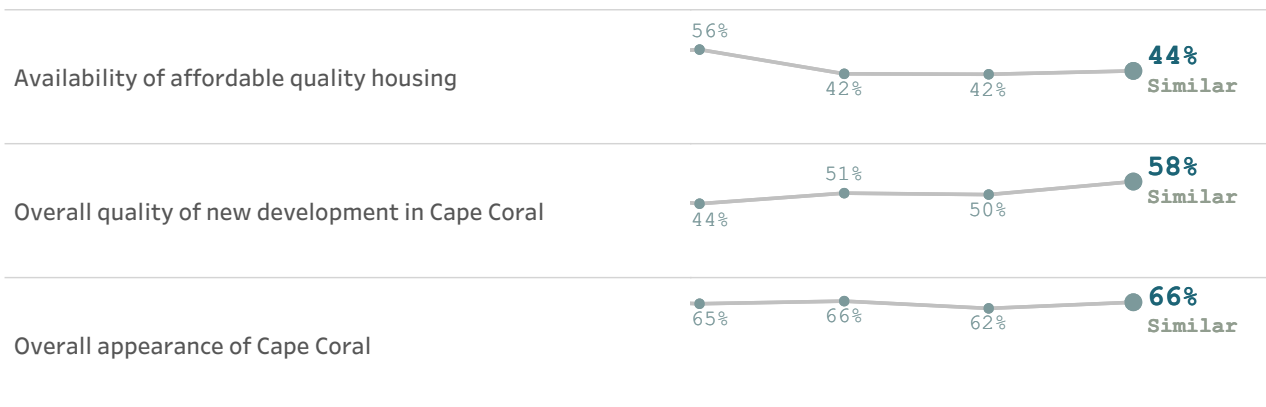 56%
44%
Availability of affordable quality housing
42%
42%
Similar
51%
58%
Similar
Overall quality of new development in Cape Coral
44%
50%
66%
65%
66%
62%
Similar
Overall appearance of Cape Coral